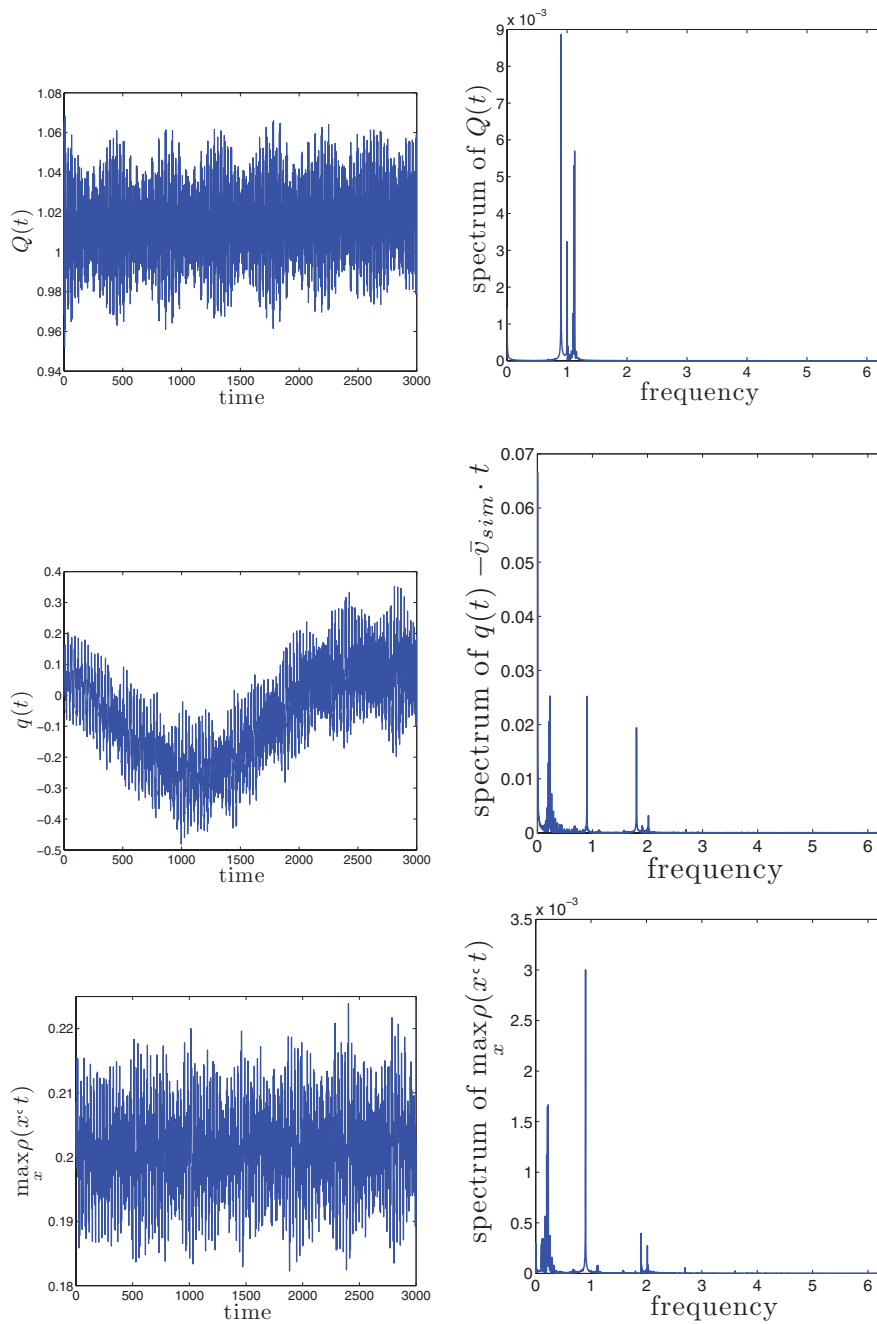 1.08
1.06
1.04
1.02
1
0.98
0.96
0.94
Q(t)
0 500 1000 1500 2000 2500 3000
time
x 10⁻³
9
8
7
6
5
4
3
2
1
0
spectrum of Q(t)
0 1 2 3 4 5 6
frequency
0.4
0.3
0.2
0.1
0
−0.1
−0.2
−0.3
−0.4
−0.5
q(t)
0 500 1000 1500 2000 2500 3000
time
0.07
0.06
0.05
0.04
0.03
0.02
0.01
0
spectrum of q(t) − v̄_sim · t
0 1 2 3 4 5 6
frequency
0.22
0.21
0.2
0.19
0.18
max ρ(x‘ t)
x
0 500 1000 1500 2000 2500 3000
time
x 10⁻³
3.5
3
2.5
2
1.5
1
0.5
0
spectrum of max ρ(x‘ t)
x
0 1 2 3 4 5 6
frequency